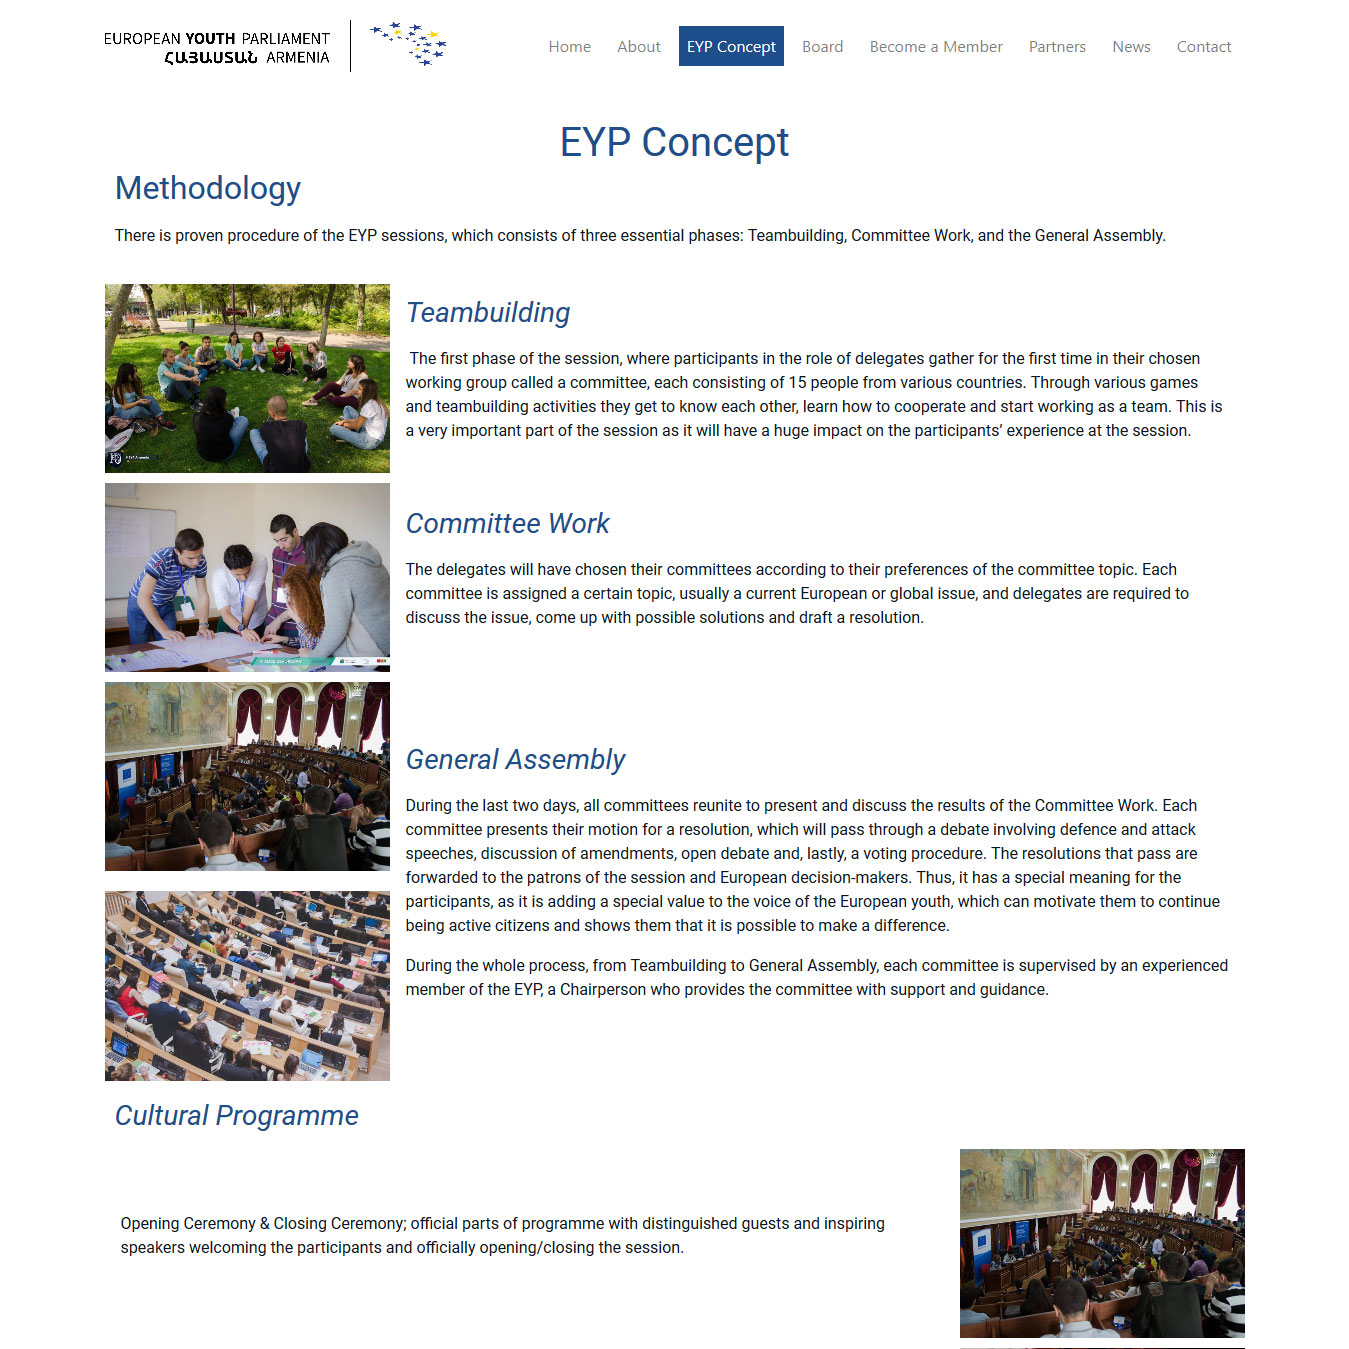 EUROPEAN YOUTH PARLIAMENT
ՀԱՅԱՍՏԱՆ ARMENIA
Home About EYP Concept Board Become a Member Partners News Contact
EYP Concept
Methodology
There is proven procedure of the EYP sessions, which consists of three essential phases: Teambuilding, Committee Work, and the General Assembly.
Teambuilding
The first phase of the session, where participants in the role of delegates gather for the first time in their chosen
working group called a committee, each consisting of 15 people from various countries. Through various games
and teambuilding activities they get to know each other, learn how to cooperate and start working as a team. This is
a very important part of the session as it will have a huge impact on the participants’ experience at the session.
Committee Work
The delegates will have chosen their committees according to their preferences of the committee topic. Each
committee is assigned a certain topic, usually a current European or global issue, and delegates are required to
discuss the issue, come up with possible solutions and draft a resolution.
General Assembly
During the last two days, all committees reunite to present and discuss the results of the Committee Work. Each
committee presents their motion for a resolution, which will pass through a debate involving defence and attack
speeches, discussion of amendments, open debate and, lastly, a voting procedure. The resolutions that pass are
forwarded to the patrons of the session and European decision-makers. Thus, it has a special meaning for the
participants, as it is adding a special value to the voice of the European youth, which can motivate them to continue
being active citizens and shows them that it is possible to make a difference.
During the whole process, from Teambuilding to General Assembly, each committee is supervised by an experienced
member of the EYP, a Chairperson who provides the committee with support and guidance.
Cultural Programme
Opening Ceremony & Closing Ceremony; official parts of programme with distinguished guests and inspiring
speakers welcoming the participants and officially opening/closing the session.